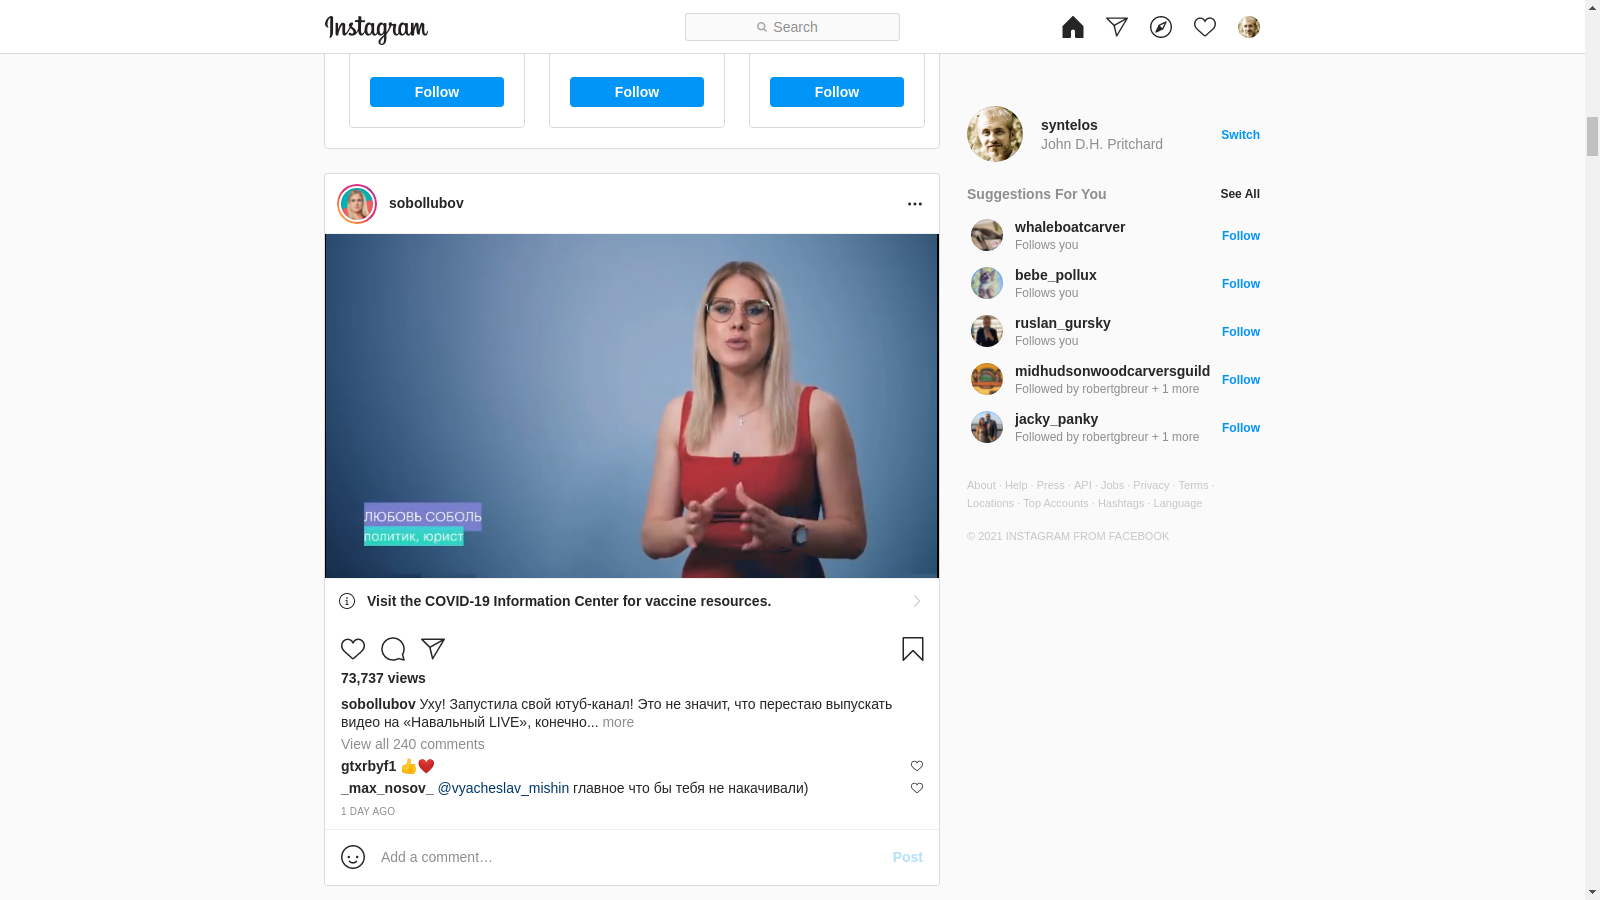 Instagram
Search
Follow
Follow
Follow
syntelos
John D.H. Pritchard
Switch
Suggestions For You
See All
whaleboatcarver
Follows you
Follow
bebe_pollux
Follows you
Follow
ruslan_gursky
Follows you
Follow
midhudsonwoodcarversguild
Followed by robertgbreur + 1 more
Follow
jacky_panky
Followed by robertgbreur + 1 more
Follow
About · Help · Press · API · Jobs · Privacy · Terms ·
Locations · Top Accounts · Hashtags · Language
© 2021 INSTAGRAM FROM FACEBOOK
sobollubov
ЛЮБОВЬ СОБОЛЬ
политик, юрист
Visit the COVID-19 Information Center for vaccine resources.
73,737 views
sobollubov Уху! Запустила свой ютуб-канал! Это не значит, что перестаю выпускать
видео на «Навальный LIVE», конечно... more
View all 240 comments
gtxrbyf1 👍❤️
_max_nosov_ @vyacheslav_mishin главное что бы тебя не накачивали)
1 DAY AGO
Add a comment…
Post